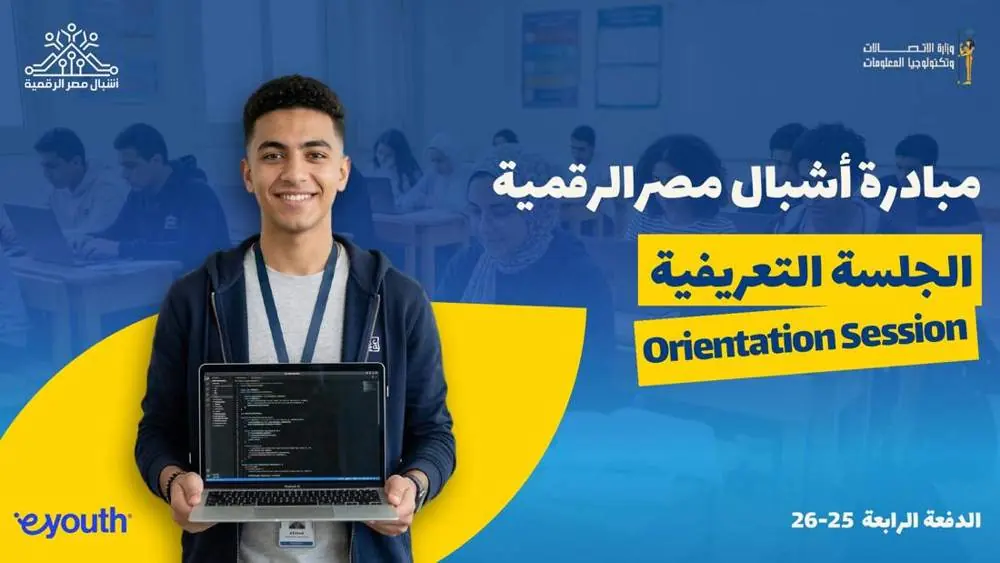 أشبال مصر الرقمية
وزارة الاتصالات
وتكنولوجيا المعلومات
مبادرة أشبال مصر الرقمية
الجلسة التعريفية
Orientation Session
eyouth
الدفعة الرابعة 25-26